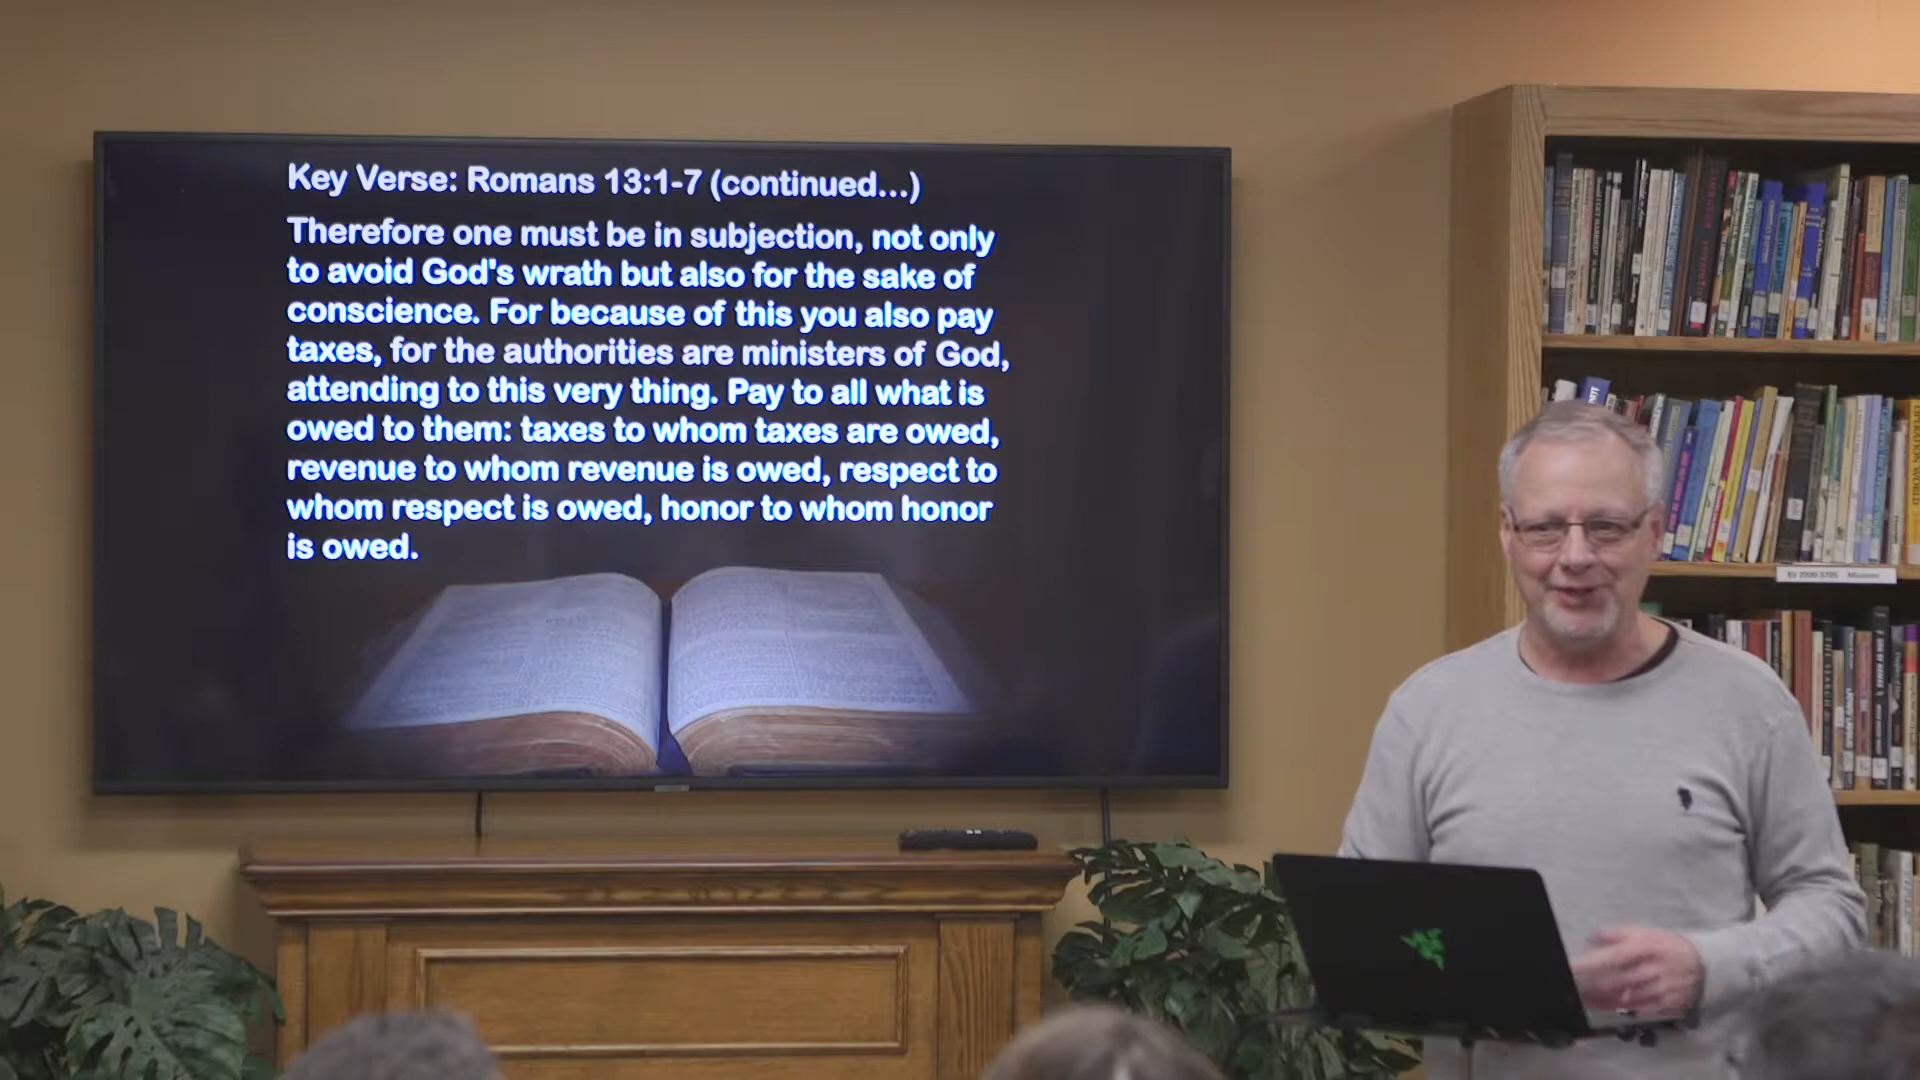 Key Verse: Romans 13:1-7 (continued...)
Therefore one must be in subjection, not only
to avoid God's wrath but also for the sake of
conscience. For because of this you also pay
taxes, for the authorities are ministers of God,
attending to this very thing. Pay to all what is
owed to them: taxes to whom taxes are owed,
revenue to whom revenue is owed, respect to
whom respect is owed, honor to whom honor
is owed.